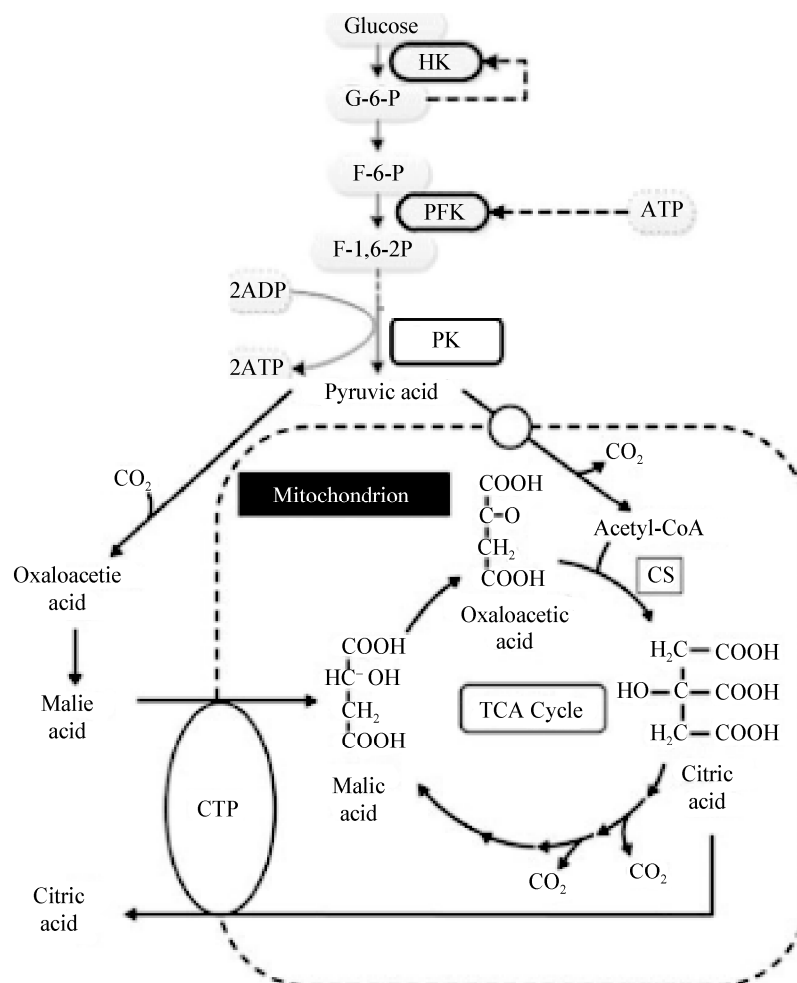 Glucose
HK
G-6-P
F-6-P
PFK
ATP
F-1,6-2P
2ADP
PK
2ATP
Pyruvic acid
CO₂
CO₂
Mitochondrion
COOH
C–O
CH₂
COOH
Acetyl-CoA
CS
Oxaloacetie
acid
Oxaloacetic
acid
COOH
HC– OH
CH₂
COOH
H₂C–COOH
HO–C–COOH
H₂C–COOH
Malie
acid
TCA Cycle
Malic
acid
Citric
acid
CTP
CO₂
CO₂
Citric
acid